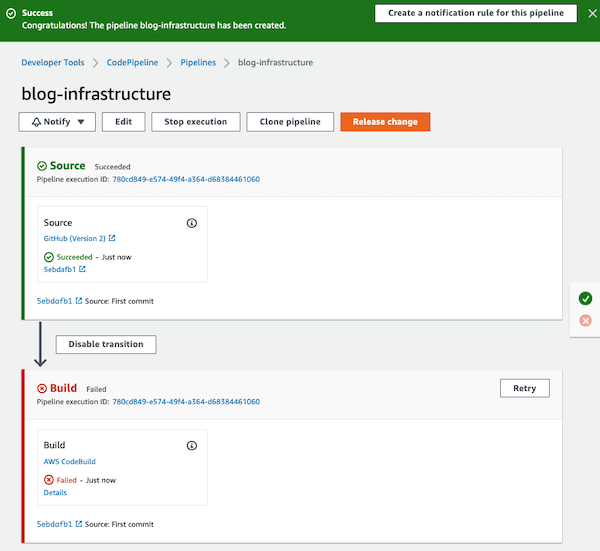 Success
Congratulations! The pipeline blog-infrastructure has been created.
Create a notification rule for this pipeline
Developer Tools > CodePipeline > Pipelines > blog-infrastructure
blog-infrastructure
Notify
Edit
Stop execution
Clone pipeline
Release change
Source Succeeded
Pipeline execution ID: 780cd849-e574-49f4-a364-d68384461060
Source
GitHub (Version 2)
Succeeded - Just now
5ebdafb1
5ebdafb1 Source: First commit
Disable transition
Build Failed
Pipeline execution ID: 780cd849-e574-49f4-a364-d68384461060
Retry
Build
AWS CodeBuild
Failed - Just now
Details
5ebdafb1 Source: First commit